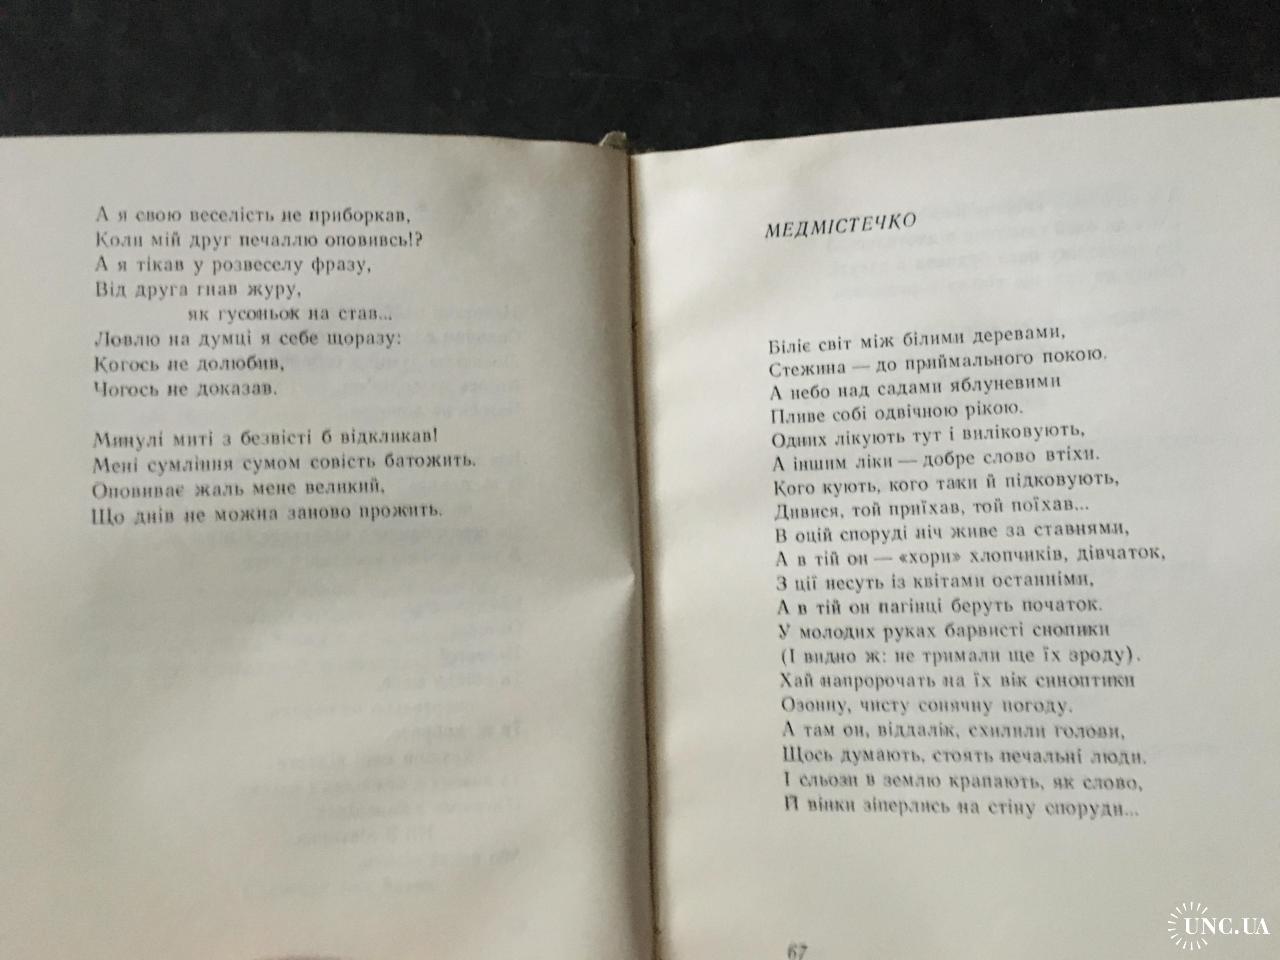 А я свою веселість не приборкав,
Коли мій друг печаллю оповивсь!?
А я тікав у розвеселу фразу,
Від друга гнав журу,
як гусоньок на став...
Ловлю на думці я себе щоразу:
Когось не долюбив,
Чогось не доказав.
Минулі миті з безвісті б відкликав!
Мені сумління сумом совість батожить.
Оповиває жаль мене великий,
Що днів не можна заново прожить.
МЕДМІСТЕЧКО
Біліє світ між білими деревами,
Стежина — до приймального покою.
А небо над садами яблуневими
Пливе собі одвічною рікою.
Одних лікують тут і виліковують,
А іншим ліки — добре слово втіхи.
Кого кують, кого таки й підковують,
Дивися, той приїхав, той поїхав...
В оцій споруді ніч живе за ставнями,
А в тій он — «хори» хлопчиків, дівчаток,
З ції несуть із квітами останніми,
А в тій он пагінці беруть початок.
У молодих руках барвисті снопики
(І видно ж: не тримали ще їх зроду).
Хай напророчать на їх вік синоптики
Озонну, чисту сонячну погоду.
А там он, віддалік, схилили голови,
Щось думають, стоять печальні люди.
І сльози в землю крапають, як слово,
Й вінки зіперлись на стіну споруди...
67
UNC.UA